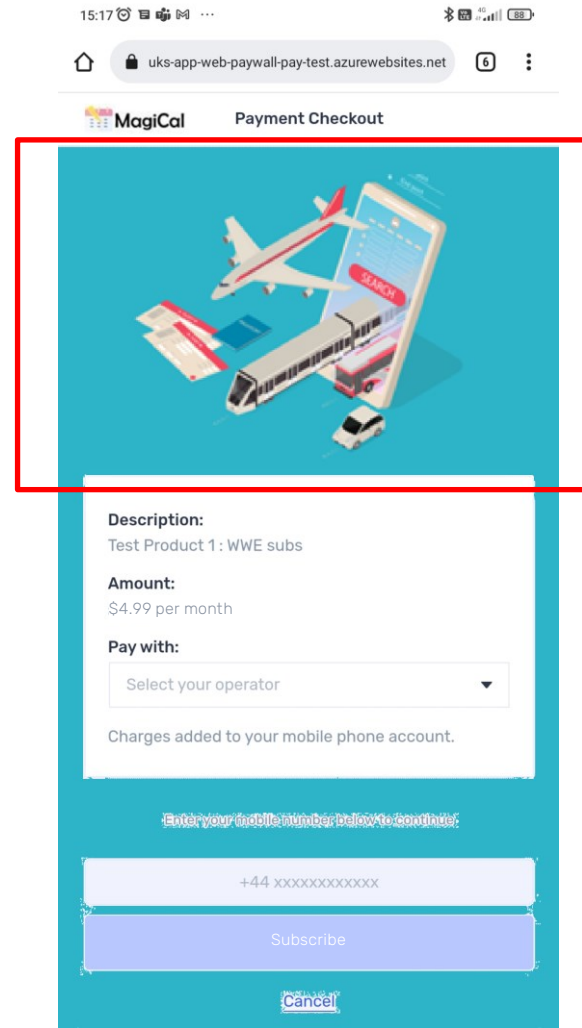 15:17
4G
88
uks-app-web-paywall-pay-test.azurewebsites.net
6
MagiCal
Payment Checkout
SEARCH
Description:
Test Product 1 : WWE subs
Amount:
$4.99 per month
Pay with:
Select your operator
Charges added to your mobile phone account.
Enter your mobile number below to continue
+44 xxxxxxxxxxxx
Subscribe
Cancel